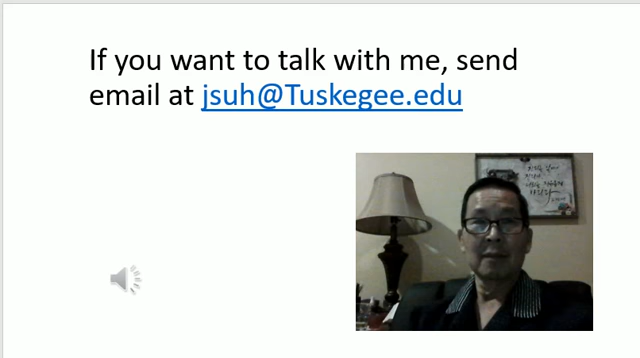 If you want to talk with me, send
email at jsuh@Tuskegee.edu